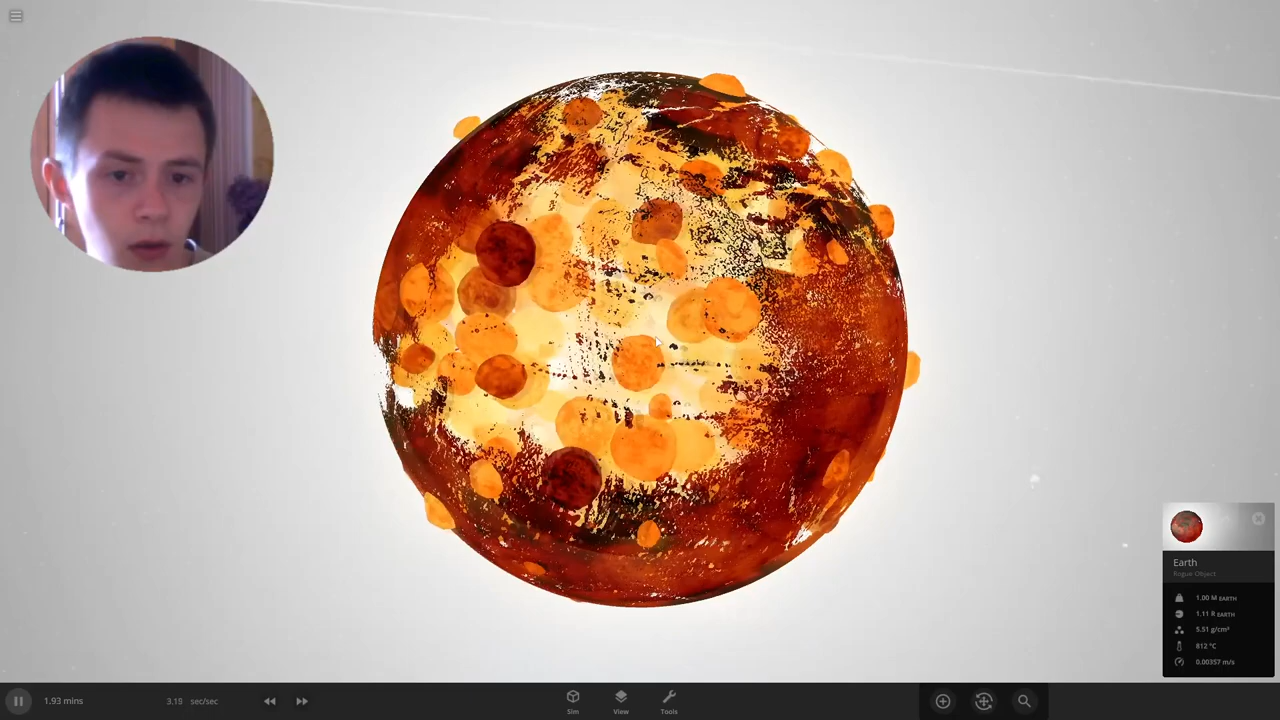 Earth
Rogue Object
1.00 M EARTH
1.11 R EARTH
5.51 g/cm³
812 °C
0.00357 m/s
1.93 mins
3.18 sec/sec
Sim
View
Tools